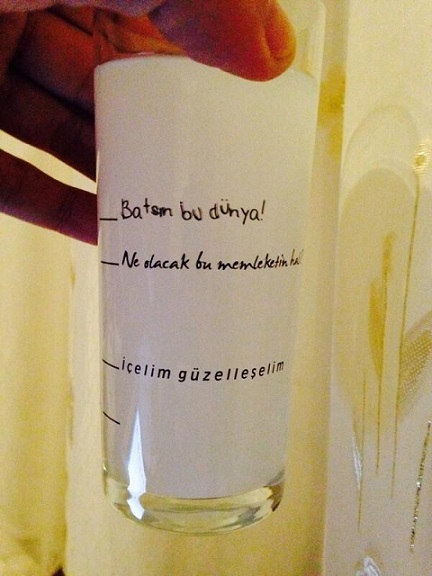 Batsın bu dünya!
Ne olacak bu memleketin
içelim güzelleşelim